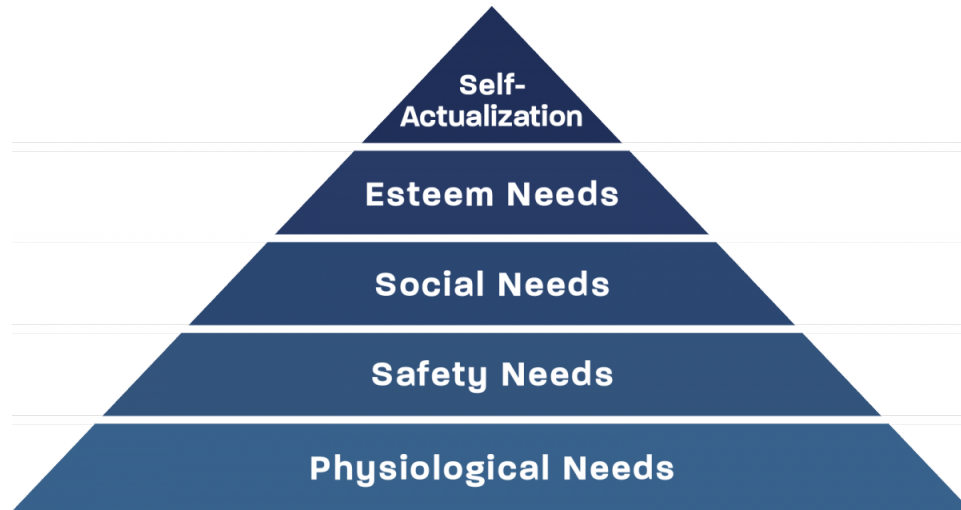 Self-
Actualization
Esteem Needs
Social Needs
Safety Needs
Physiological Needs